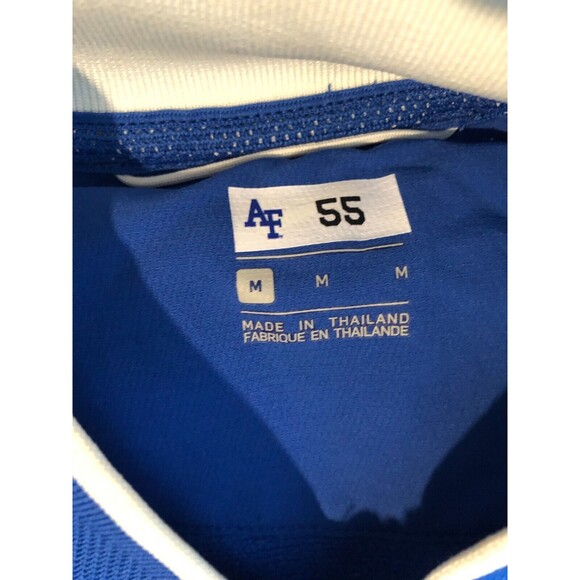 AF 55
M M M
MADE IN THAILAND
FABRIQUE EN THAILANDE